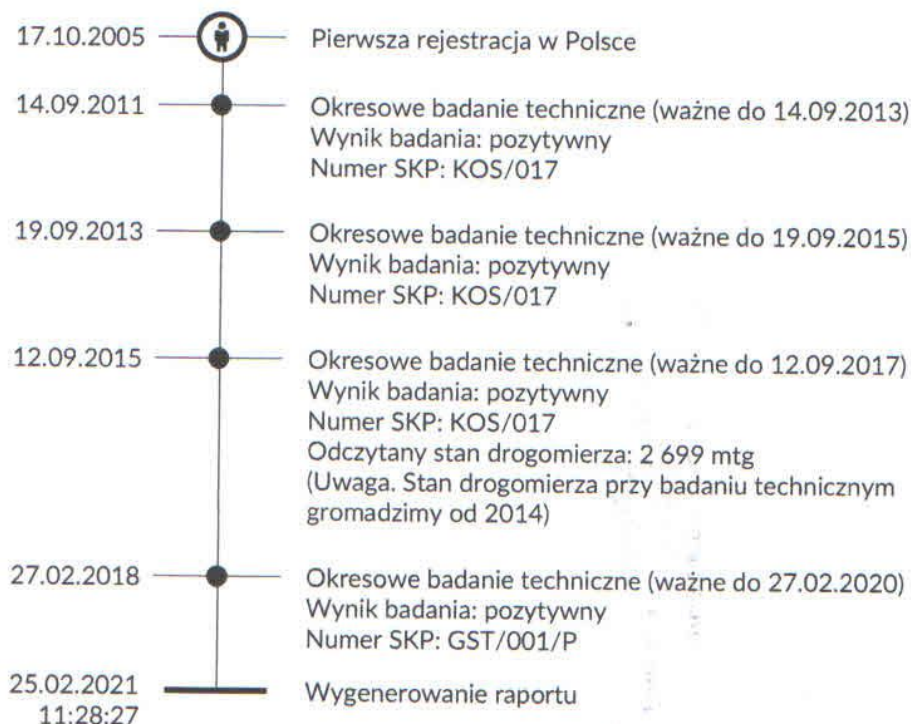 17.10.2005 Pierwsza rejestracja w Polsce
14.09.2011 Okresowe badanie techniczne (ważne do 14.09.2013)
Wynik badania: pozytywny
Numer SKP: KOS/017
19.09.2013 Okresowe badanie techniczne (ważne do 19.09.2015)
Wynik badania: pozytywny
Numer SKP: KOS/017
12.09.2015 Okresowe badanie techniczne (ważne do 12.09.2017)
Wynik badania: pozytywny
Numer SKP: KOS/017
Odczytany stan drogomierza: 2 699 mtg
(Uwaga. Stan drogomierza przy badaniu technicznym
gromadzimy od 2014)
27.02.2018 Okresowe badanie techniczne (ważne do 27.02.2020)
Wynik badania: pozytywny
Numer SKP: GST/001/P
25.02.2021 Wygenerowanie raportu
11:28:27